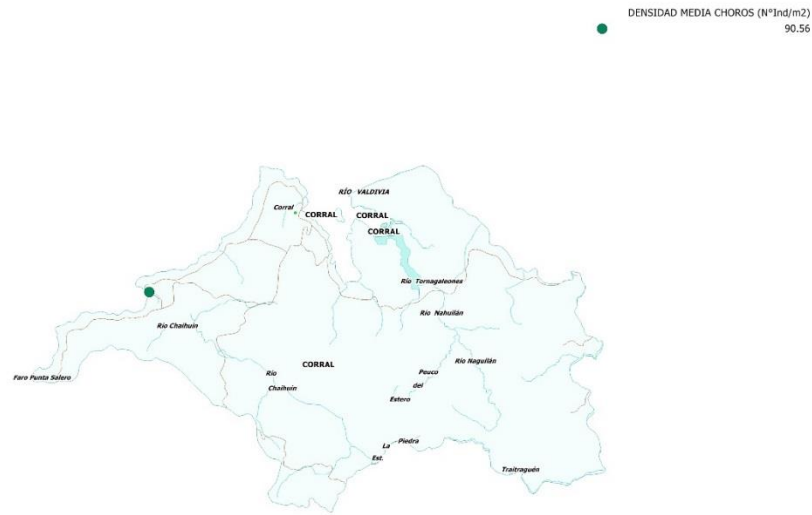 DENSIDAD MEDIA CHOROS (N°Ind/m2)
90.56
RÍO VALDIVIA
Corral
CORRAL
CORRAL
CORRAL
Río Tornagaleones
Río Nahuilán
Río Chaihuín
Río Naguilán
CORRAL
Río
Chaihuín
Pouco
del
Estero
Faro Punta Salero
La Piedra
Est.
Traitraguén